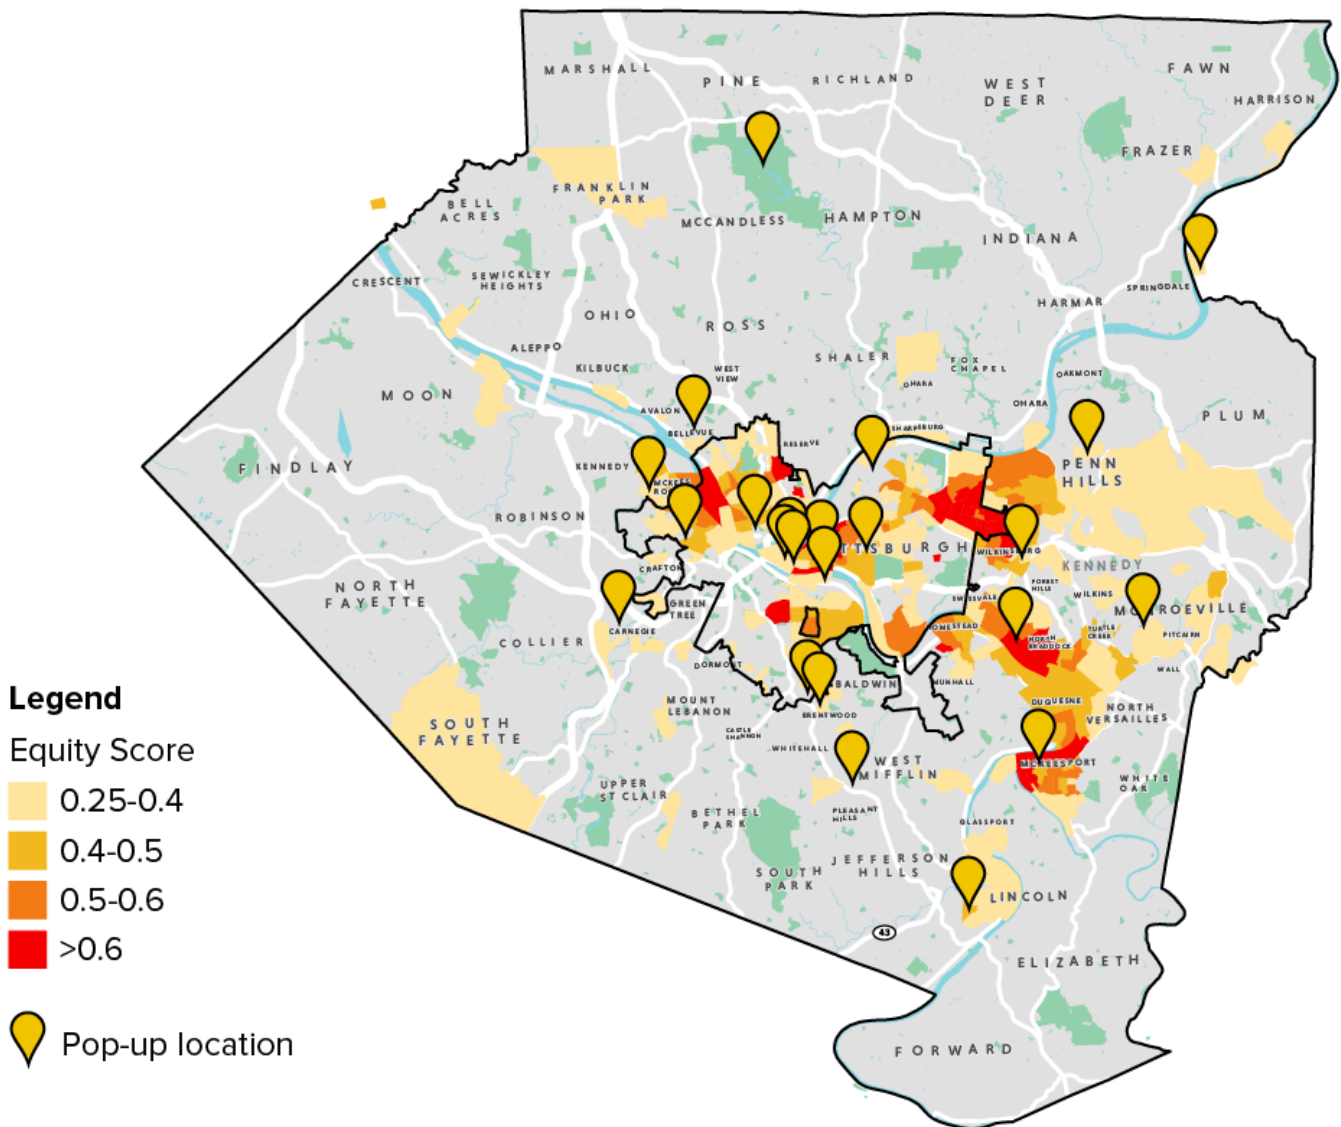 MARSHALL
PINE
RICHLAND
WEST
DEER
FAWN
HARRISON
FRAZER
FRANKLIN
PARK
BELL
ACRES
MCCANDLESS
HAMPTON
INDIANA
CRESCENT
SEWICKLEY
HEIGHTS
SPRINGDALE
HARMAR
OHIO
ROSS
ALEPPO
SHALER
FOX
CHAPEL
KILBUCK
WEST
VIEW
OHARA
OAKMONT
MOON
AVALON
OHARA
PLUM
BELLEVUE
SHARPSBURG
RESERVE
FINDLAY
KENNEDY
PENN
HILLS
MCKEES
RO
ROBINSON
TTSBURGH
WILKINSBURG
KENNEDY
CRAFTON
NORTH
FAYETTE
FOREST
HILLS
WILKINS
SWISSVALE
GREEN
TREE
MONROEVILLE
CARNEGIE
OMESTEAD
TURTLE
CREEK
PITCAIRN
COLLIER
NORTH
BRADDOCK
DORMONT
WALL
BALDWIN
MUNHALL
MOUNT
LEBANON
DUQUESNE
NORTH
VERSAILLES
BRENTWOOD
SOUTH
FAYETTE
CASTLE
SHANNON
WHITEHALL
WEST
MIFFLIN
MCKEESPORT
WHITE
OAK
UPPER
ST CLAIR
BETHEL
PARK
PLEASANT
HILLS
GLASSPORT
JEFFERSON
HILLS
SOUTH
PARK
LINCOLN
43
ELIZABETH
FORWARD
Legend
Equity Score
0.25-0.4
0.4-0.5
0.5-0.6
>0.6
Pop-up location